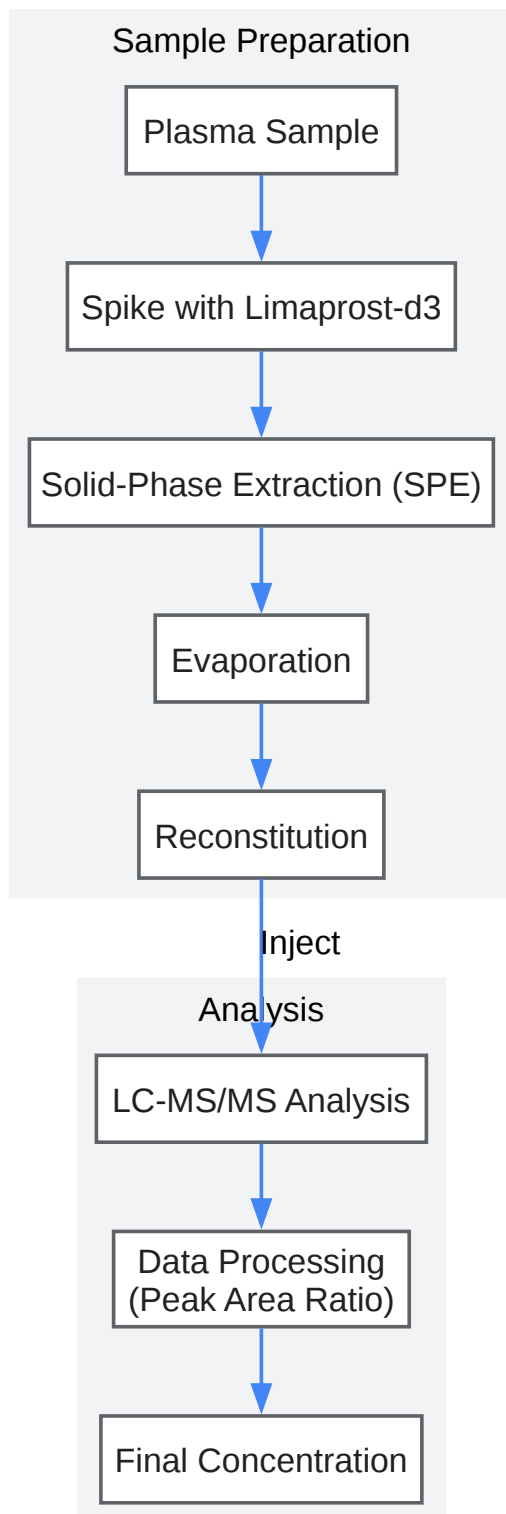 Sample Preparation
Plasma Sample
Spike with Limaprost-d3
Solid-Phase Extraction (SPE)
Evaporation
Reconstitution
Inject
Analysis
LC-MS/MS Analysis
Data Processing
(Peak Area Ratio)
Final Concentration